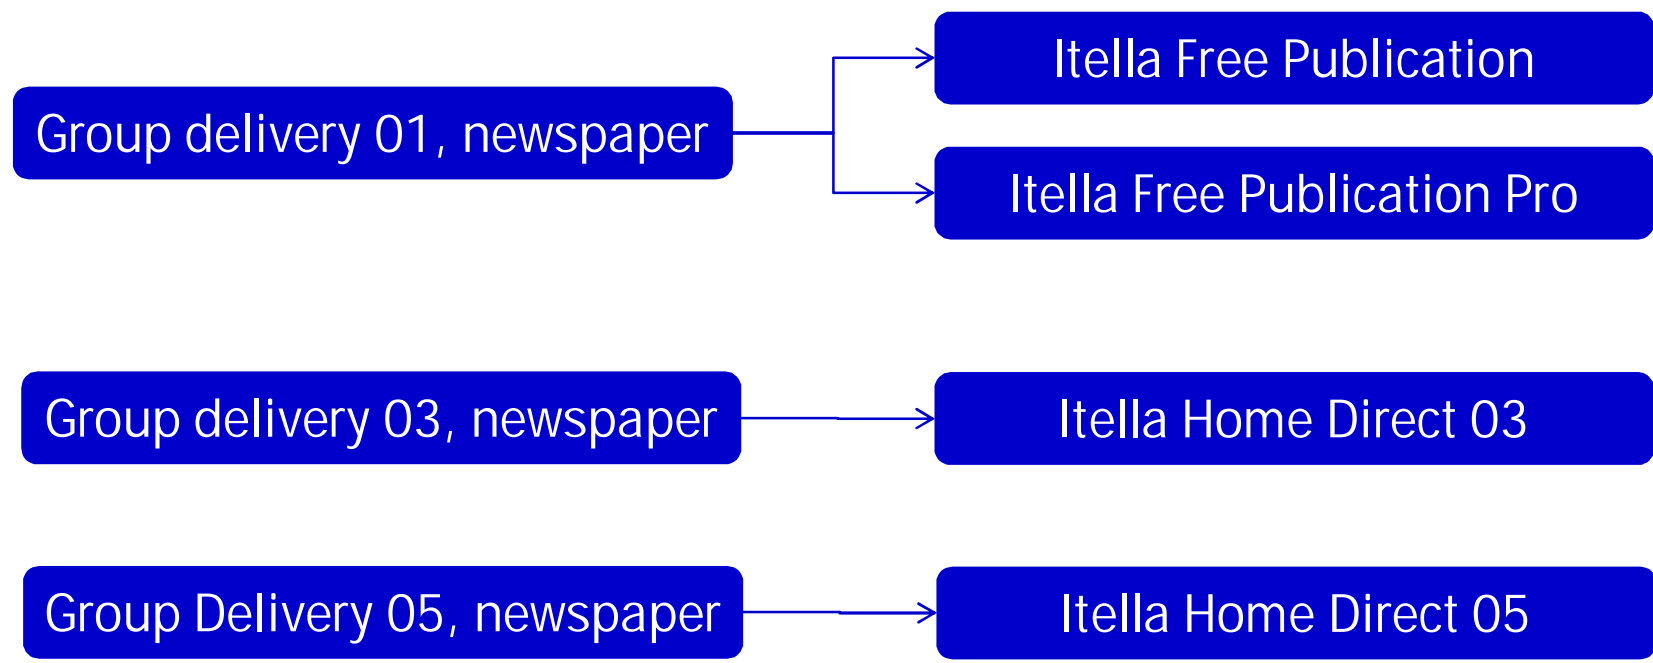 Itella Free Publication
Group delivery 01, newspaper
Itella Free Publication Pro
Group delivery 03, newspaper
Itella Home Direct 03
Group Delivery 05, newspaper
Itella Home Direct 05